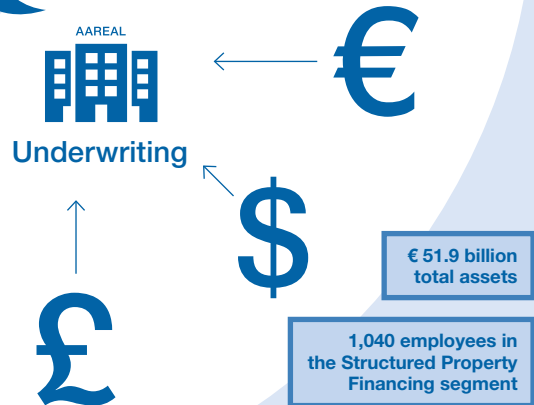 AAREAL
€
Underwriting
$
€ 51.9 billion
total assets
£
1,040 employees in
the Structured Property
Financing segment